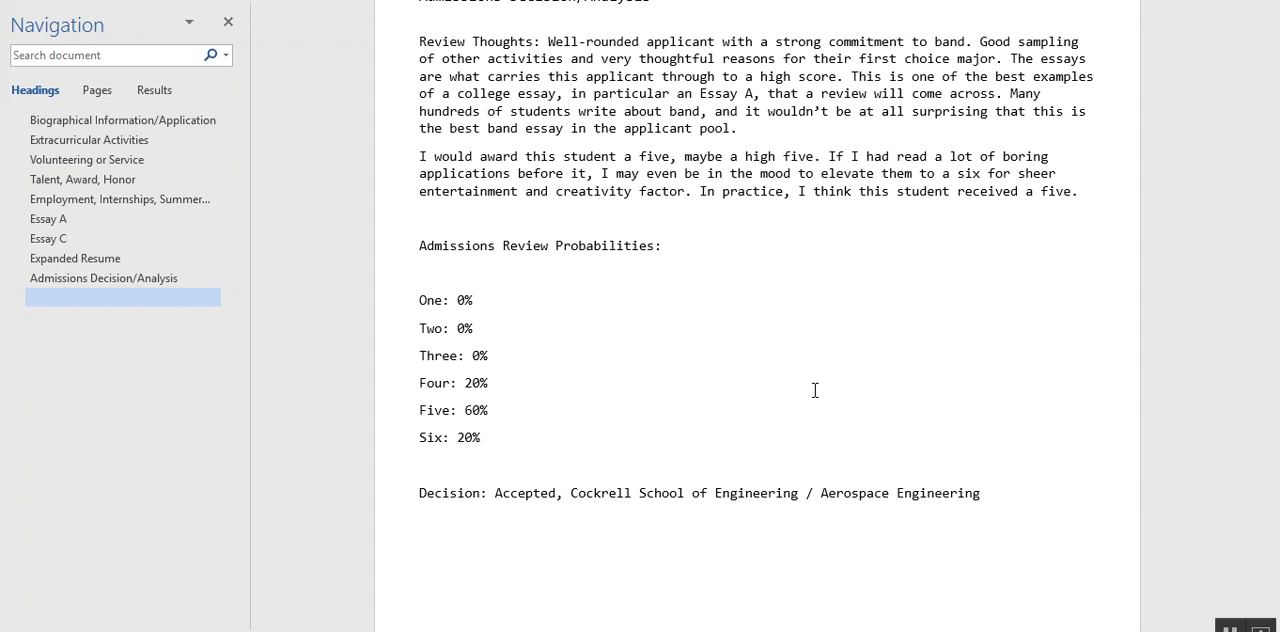 Navigation
Search document
Headings Pages Results
Biographical Information/Application
Extracurricular Activities
Volunteering or Service
Talent, Award, Honor
Employment, Internships, Summer...
Essay A
Essay C
Expanded Resume
Admissions Decision/Analysis
Admissions Decision/Analysis
Review Thoughts: Well-rounded applicant with a strong commitment to band. Good sampling
of other activities and very thoughtful reasons for their first choice major. The essays
are what carries this applicant through to a high score. This is one of the best examples
of a college essay, in particular an Essay A, that a review will come across. Many
hundreds of students write about band, and it wouldn’t be at all surprising that this is
the best band essay in the applicant pool.
I would award this student a five, maybe a high five. If I had read a lot of boring
applications before it, I may even be in the mood to elevate them to a six for sheer
entertainment and creativity factor. In practice, I think this student received a five.
Admissions Review Probabilities:
One: 0%
Two: 0%
Three: 0%
Four: 20%
Five: 60%
Six: 20%
Decision: Accepted, Cockrell School of Engineering / Aerospace Engineering